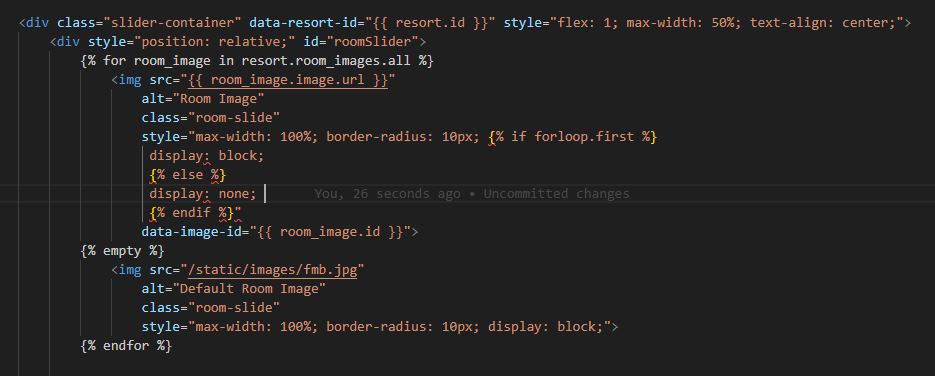 <div class="slider-container" data-resort-id="{{ resort.id }}" style="flex: 1; max-width: 50%; text-align: center;">
<div style="position: relative;" id="roomSlider">
{% for room_image in resort.room_images.all %}
<img src="{{ room_image.image.url }}"
alt="Room Image"
class="room-slide"
style="max-width: 100%; border-radius: 10px; {% if forloop.first %}
display: block;
{% else %}
display: none; You, 26 seconds ago • Uncommitted changes
{% endif %}"
data-image-id="{{ room_image.id }}">
{% empty %}
<img src="/static/images/fmb.jpg"
alt="Default Room Image"
class="room-slide"
style="max-width: 100%; border-radius: 10px; display: block;">
{% endfor %}